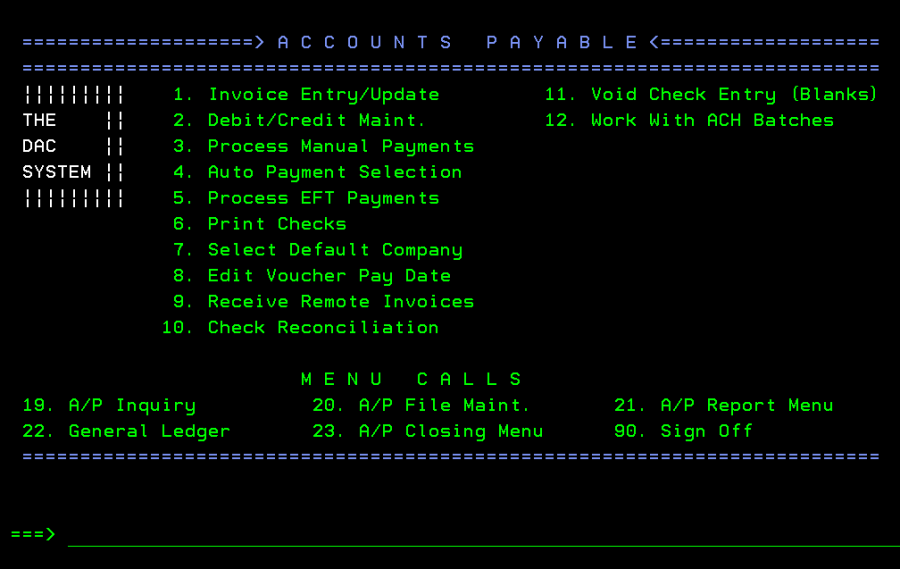 ====================> A C C O U N T S   P A Y A B L E <===================
==========================================================================
¦¦¦¦¦¦¦¦¦    1. Invoice Entry/Update         11. Void Check Entry (Blanks)
THE    ¦¦    2. Debit/Credit Maint.          12. Work With ACH Batches
DAC    ¦¦    3. Process Manual Payments
SYSTEM ¦¦    4. Auto Payment Selection
¦¦¦¦¦¦¦¦¦    5. Process EFT Payments
             6. Print Checks
             7. Select Default Company
             8. Edit Voucher Pay Date
             9. Receive Remote Invoices
            10. Check Reconciliation
                        M E N U   C A L L S
19. A/P Inquiry          20. A/P File Maint.       21. A/P Report Menu
22. General Ledger       23. A/P Closing Menu      90. Sign Off
==========================================================================
===>